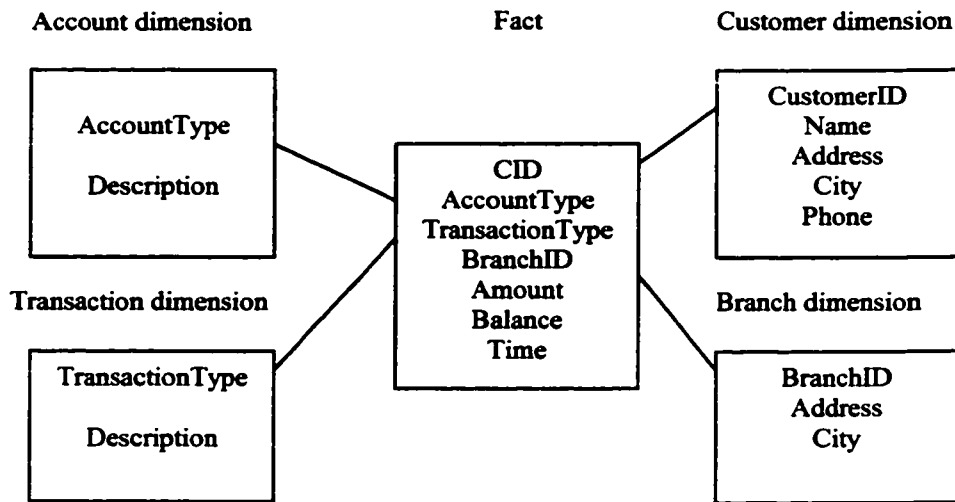 Account dimension
AccountType
Description
Fact
CID
AccountType
TransactionType
BranchID
Amount
Balance
Time
Customer dimension
CustomerID
Name
Address
City
Phone
Transaction dimension
TransactionType
Description
Branch dimension
BranchID
Address
City